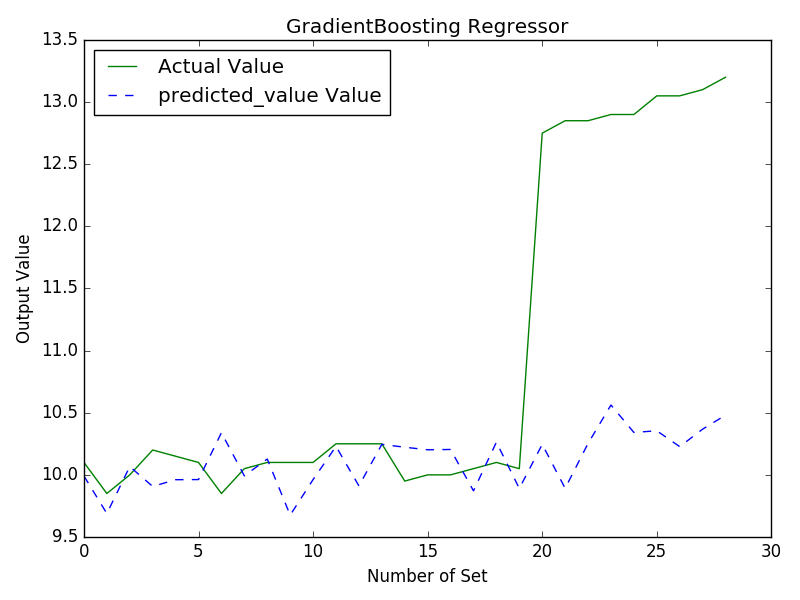 GradientBoosting Regressor
13.5
13.0
12.5
12.0
11.5
11.0
10.5
10.0
9.5
Output Value
Actual Value
predicted_value Value
0 5 10 15 20 25 30
Number of Set